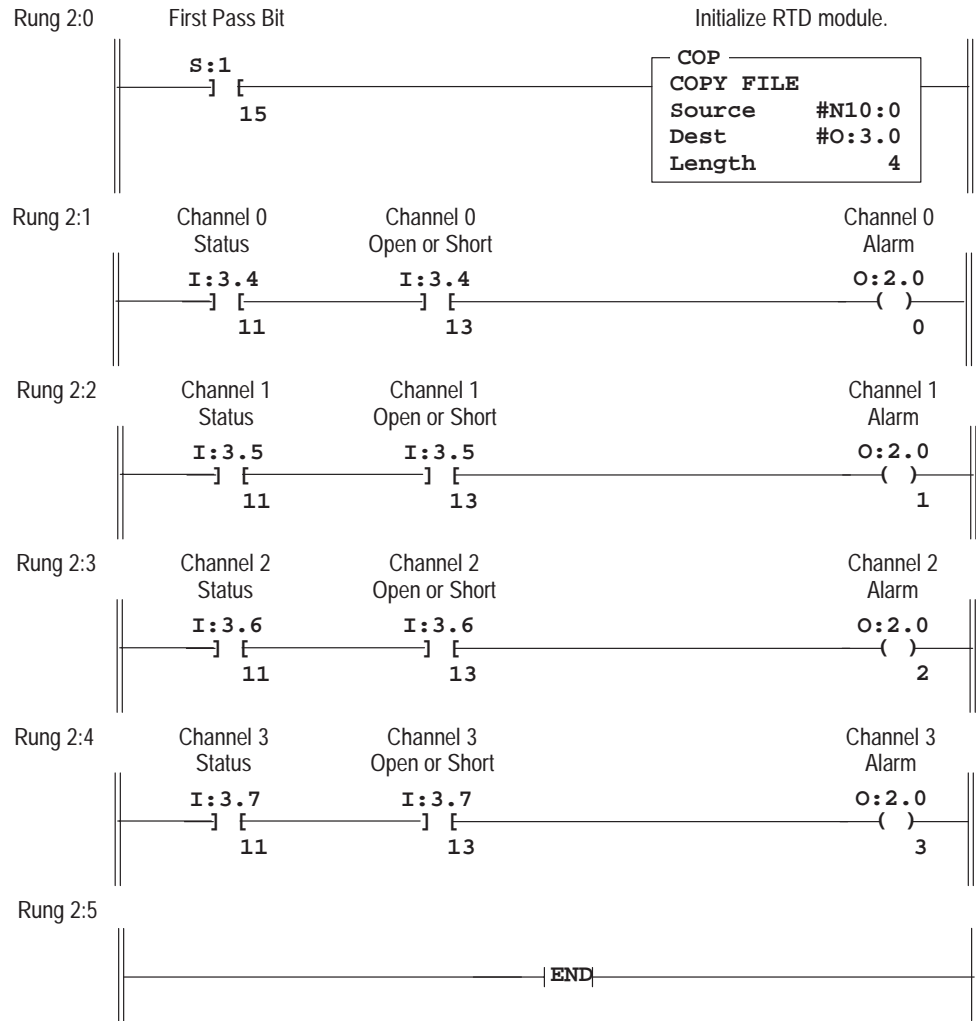 Rung 2:0 First Pass Bit Initialize RTD module.
S:1
] [
15
COP
COPY FILE
Source #N10:0
Dest #O:3.0
Length 4
Rung 2:1 Channel 0 Channel 0 Channel 0
Status Open or Short Alarm
I:3.4 I:3.4 O:2.0
] [ ] [ ( )
11 13 0
Rung 2:2 Channel 1 Channel 1 Channel 1
Status Open or Short Alarm
I:3.5 I:3.5 O:2.0
] [ ] [ ( )
11 13 1
Rung 2:3 Channel 2 Channel 2 Channel 2
Status Open or Short Alarm
I:3.6 I:3.6 O:2.0
] [ ] [ ( )
11 13 2
Rung 2:4 Channel 3 Channel 3 Channel 3
Status Open or Short Alarm
I:3.7 I:3.7 O:2.0
] [ ] [ ( )
11 13 3
Rung 2:5
END